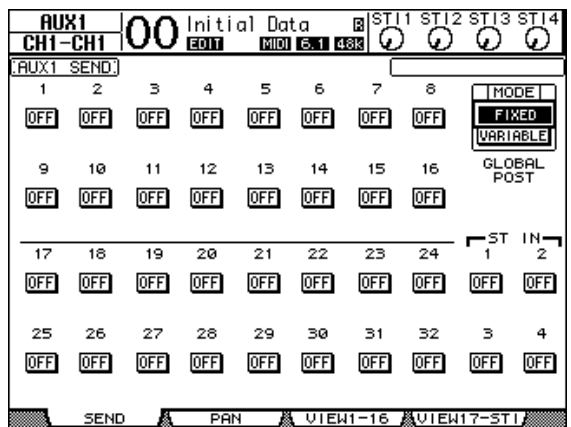 AUX1 00 Initial Data R STI1 STI2 STI3 STI4
CH1-CH1 EDIT MIDI 6.1 48k
AUX1 SEND
1 2 3 4 5 6 7 8 MODE
OFF OFF OFF OFF OFF OFF OFF OFF FIXED
VARIABLE
9 10 11 12 13 14 15 16 GLOBAL
POST
OFF OFF OFF OFF OFF OFF OFF OFF
ST IN
17 18 19 20 21 22 23 24 1 2
OFF OFF OFF OFF OFF OFF OFF OFF OFF OFF
25 26 27 28 29 30 31 32 3 4
OFF OFF OFF OFF OFF OFF OFF OFF OFF OFF
SEND PAN VIEW1-16 VIEW17-STI